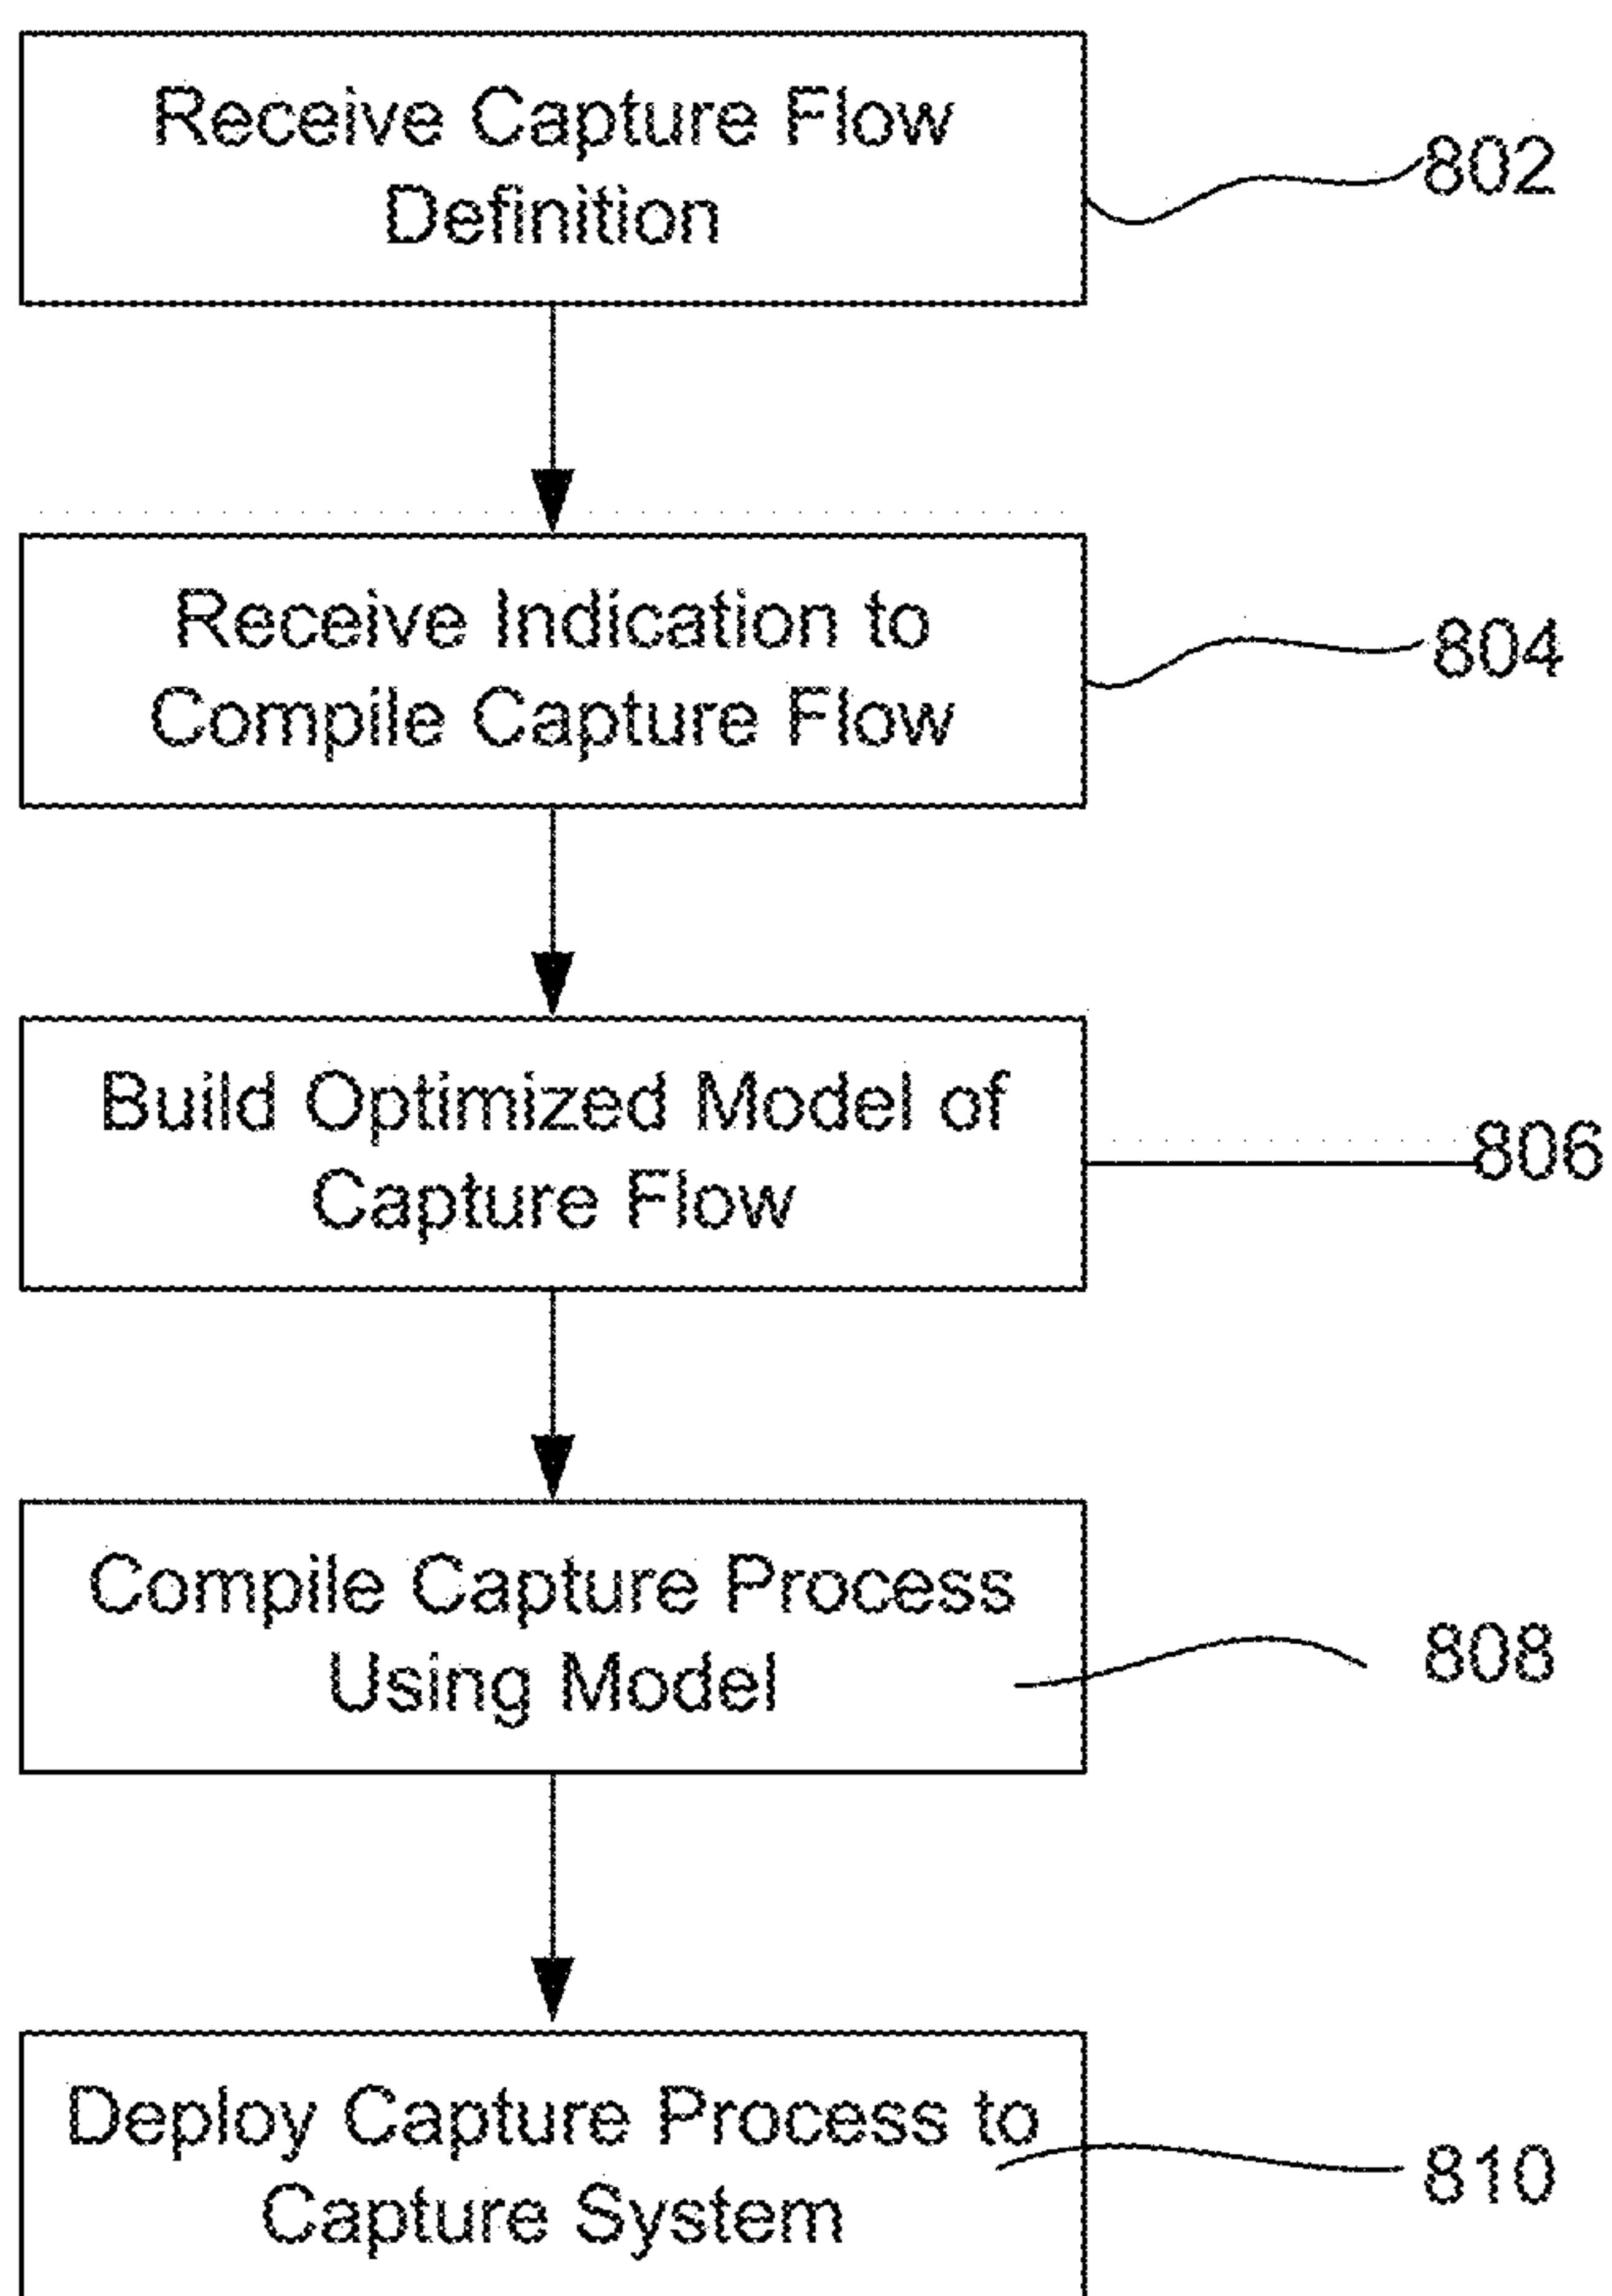 Receive Capture Flow
Definition
802
Receive Indication to
Compile Capture Flow
804
Build Optimized Model of
Capture Flow
806
Compile Capture Process
Using Model
808
Deploy Capture Process to
Capture System
810